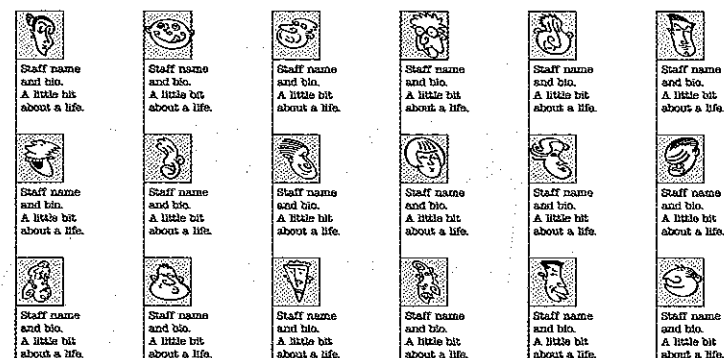 Staff name Staff name Staff name Staff name Staff name Staff name
and bio. and bio. and bio. and bio. and bio. and bio.
A little bit A little bit A little bit A little bit A little bit A little bit
about a life. about a life. about a life. about a life. about a life. about a life.
Staff name Staff name Staff name Staff name Staff name Staff name
and bio. and bio. and bio. and bio. and bio. and bio.
A little bit A little bit A little bit A little bit A little bit A little bit
about a life. about a life. about a life. about a life. about a life. about a life.
Staff name Staff name Staff name Staff name Staff name Staff name
and bio. and bio. and bio. and bio. and bio. and bio.
A little bit A little bit A little bit A little bit A little bit A little bit
about a life. about a life. about a life. about a life. about a life. about a life.